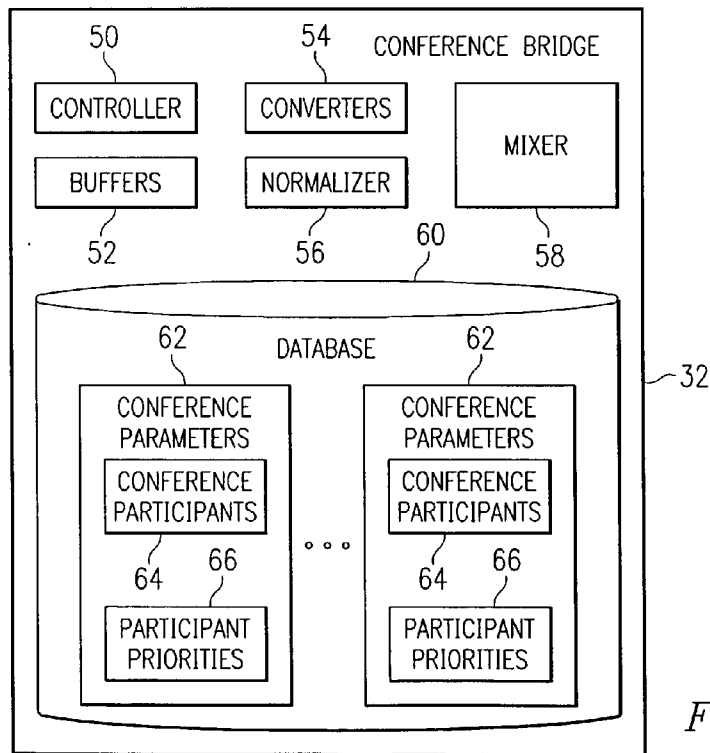 50
54
CONFERENCE BRIDGE
CONTROLLER
CONVERTERS
MIXER
BUFFERS
NORMALIZER
52
56
58
60
DATABASE
62
62
32
CONFERENCE
PARAMETERS
CONFERENCE
PARAMETERS
CONFERENCE
PARTICIPANTS
CONFERENCE
PARTICIPANTS
64
66
64
66
PARTICIPANT
PRIORITIES
PARTICIPANT
PRIORITIES
F